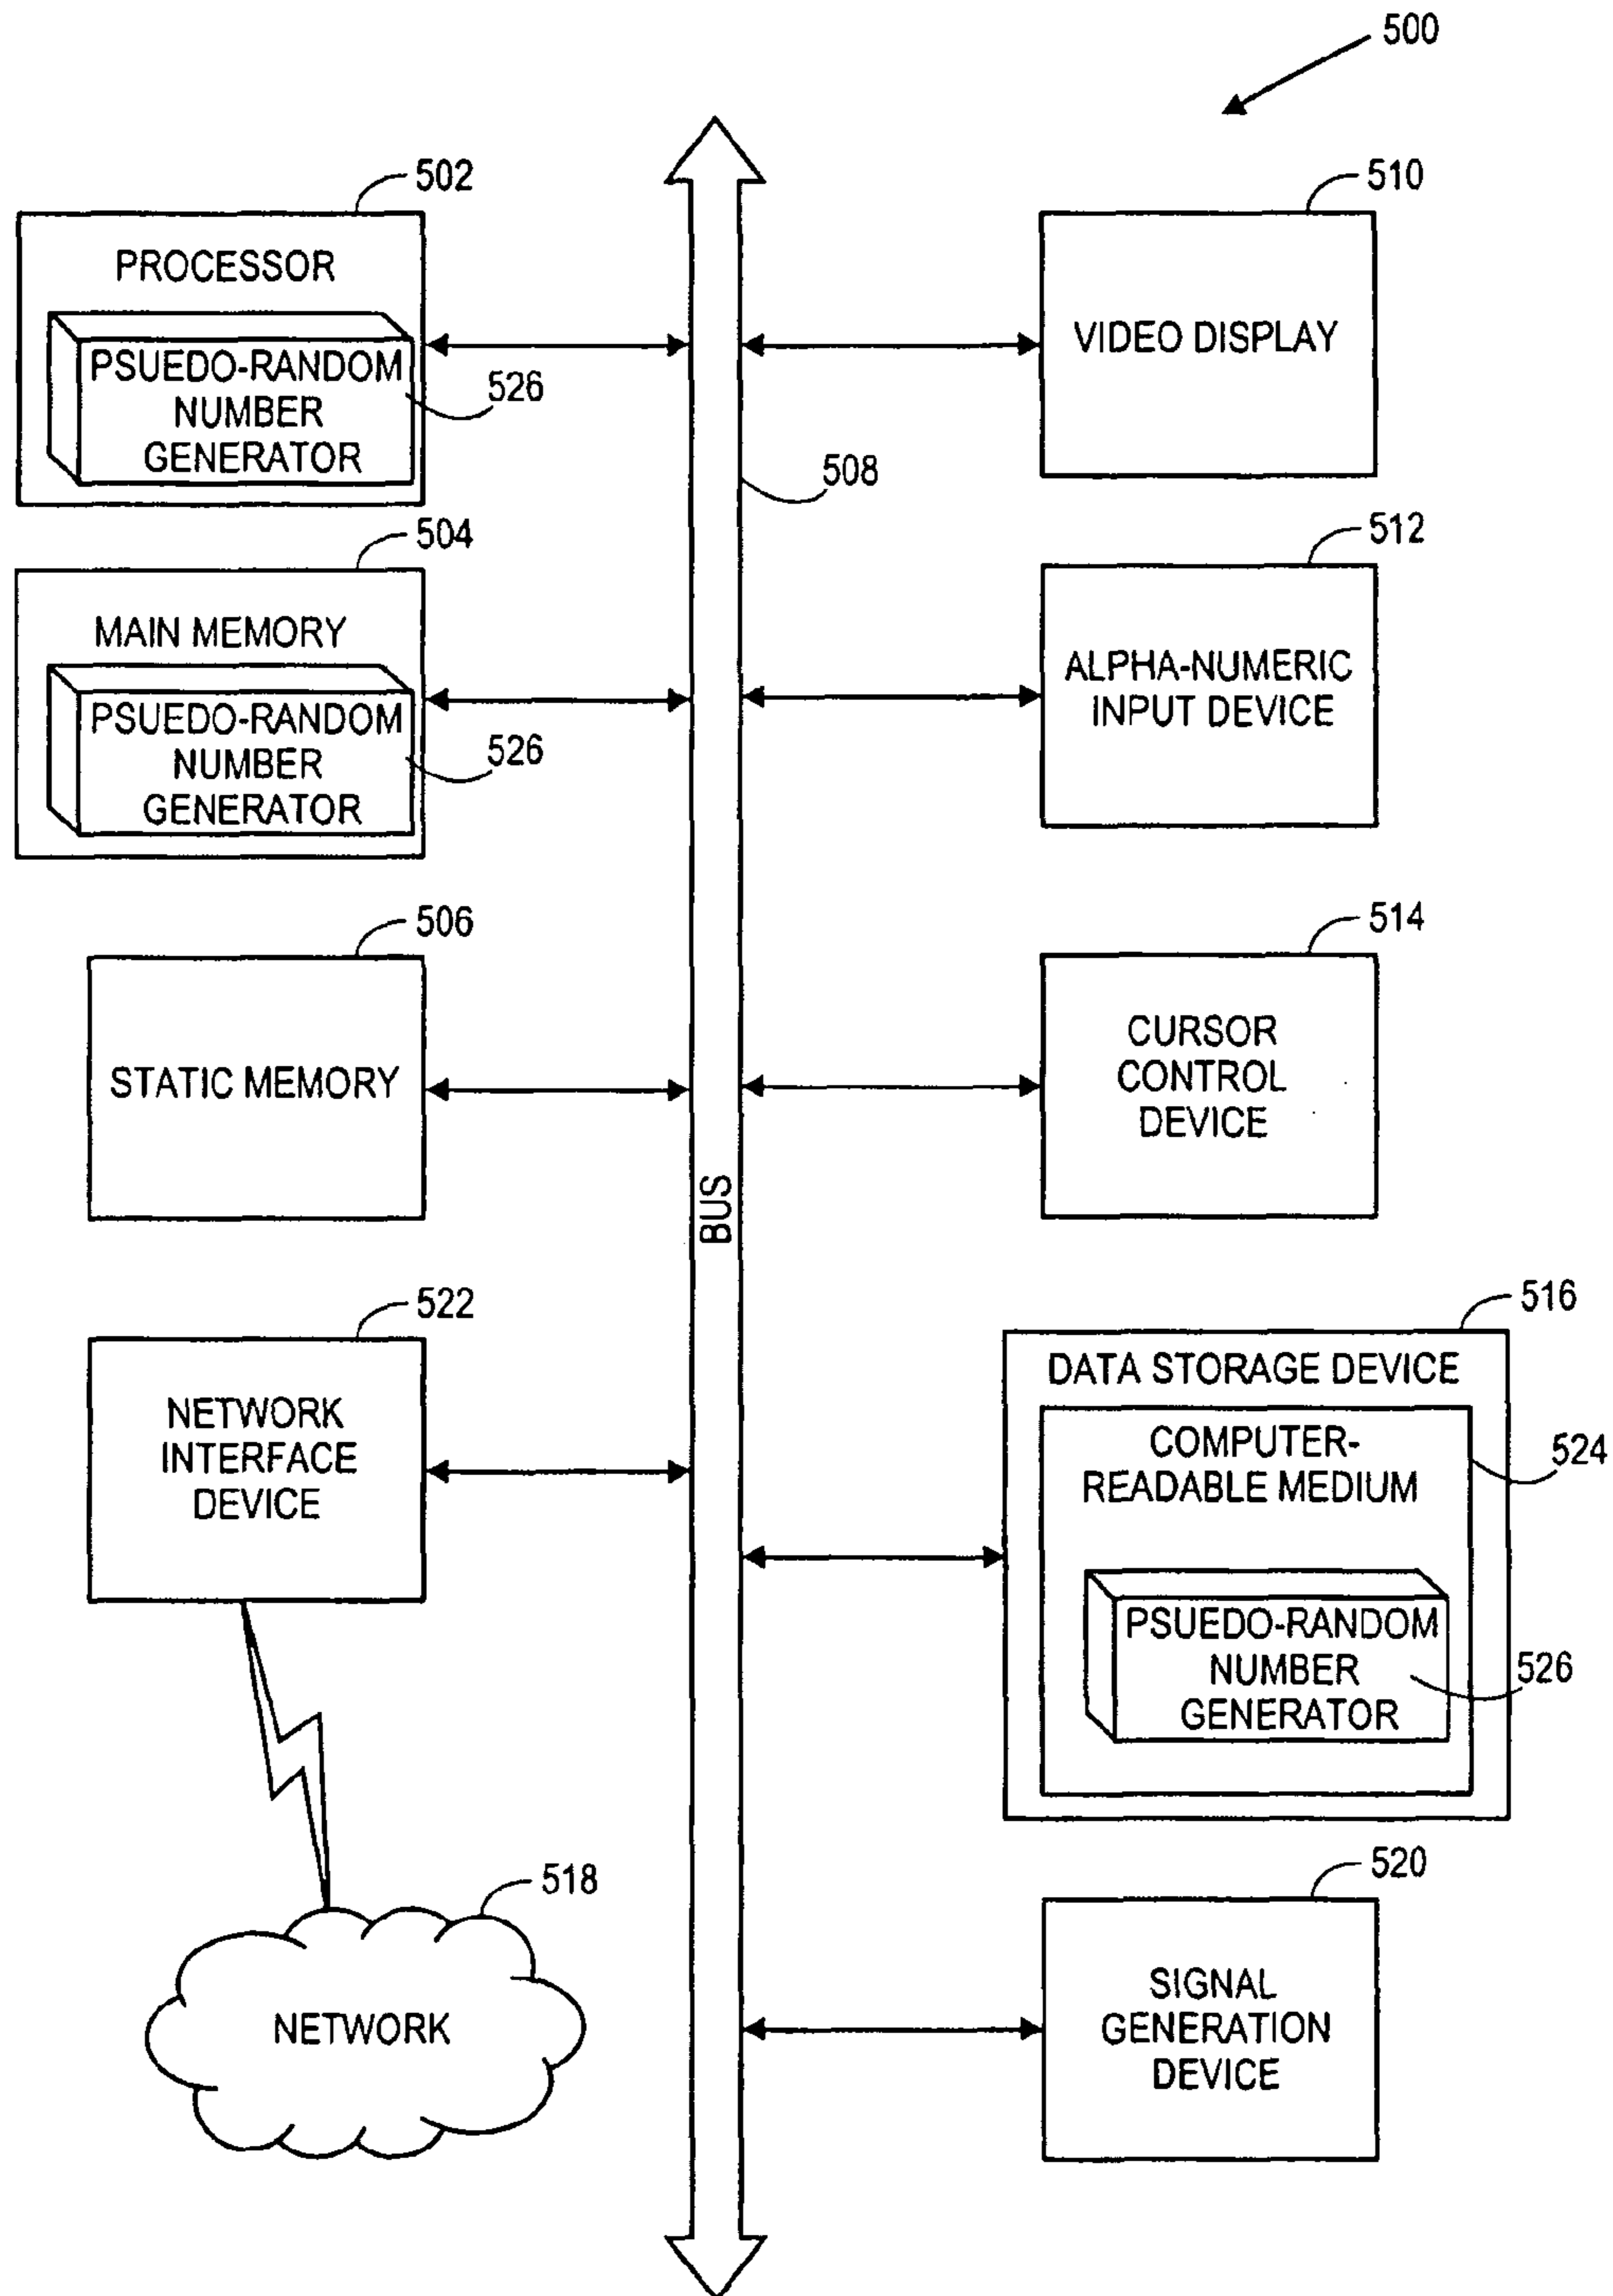 500
502
PROCESSOR
PSUEDO-RANDOM
NUMBER
GENERATOR
526
510
VIDEO DISPLAY
508
504
MAIN MEMORY
PSUEDO-RANDOM
NUMBER
GENERATOR
526
512
ALPHA-NUMERIC
INPUT DEVICE
506
STATIC MEMORY
514
CURSOR
CONTROL
DEVICE
BUS
522
NETWORK
INTERFACE
DEVICE
516
DATA STORAGE DEVICE
COMPUTER-
READABLE MEDIUM
524
PSUEDO-RANDOM
NUMBER
GENERATOR
526
518
NETWORK
520
SIGNAL
GENERATION
DEVICE